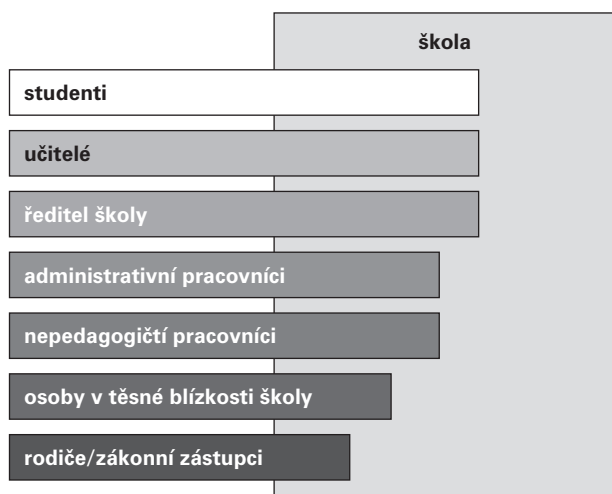 škola
studenti
učitelé
ředitel školy
administrativní pracovníci
nepedagogičtí pracovníci
osoby v těsné blízkosti školy
rodiče/zákonní zástupci